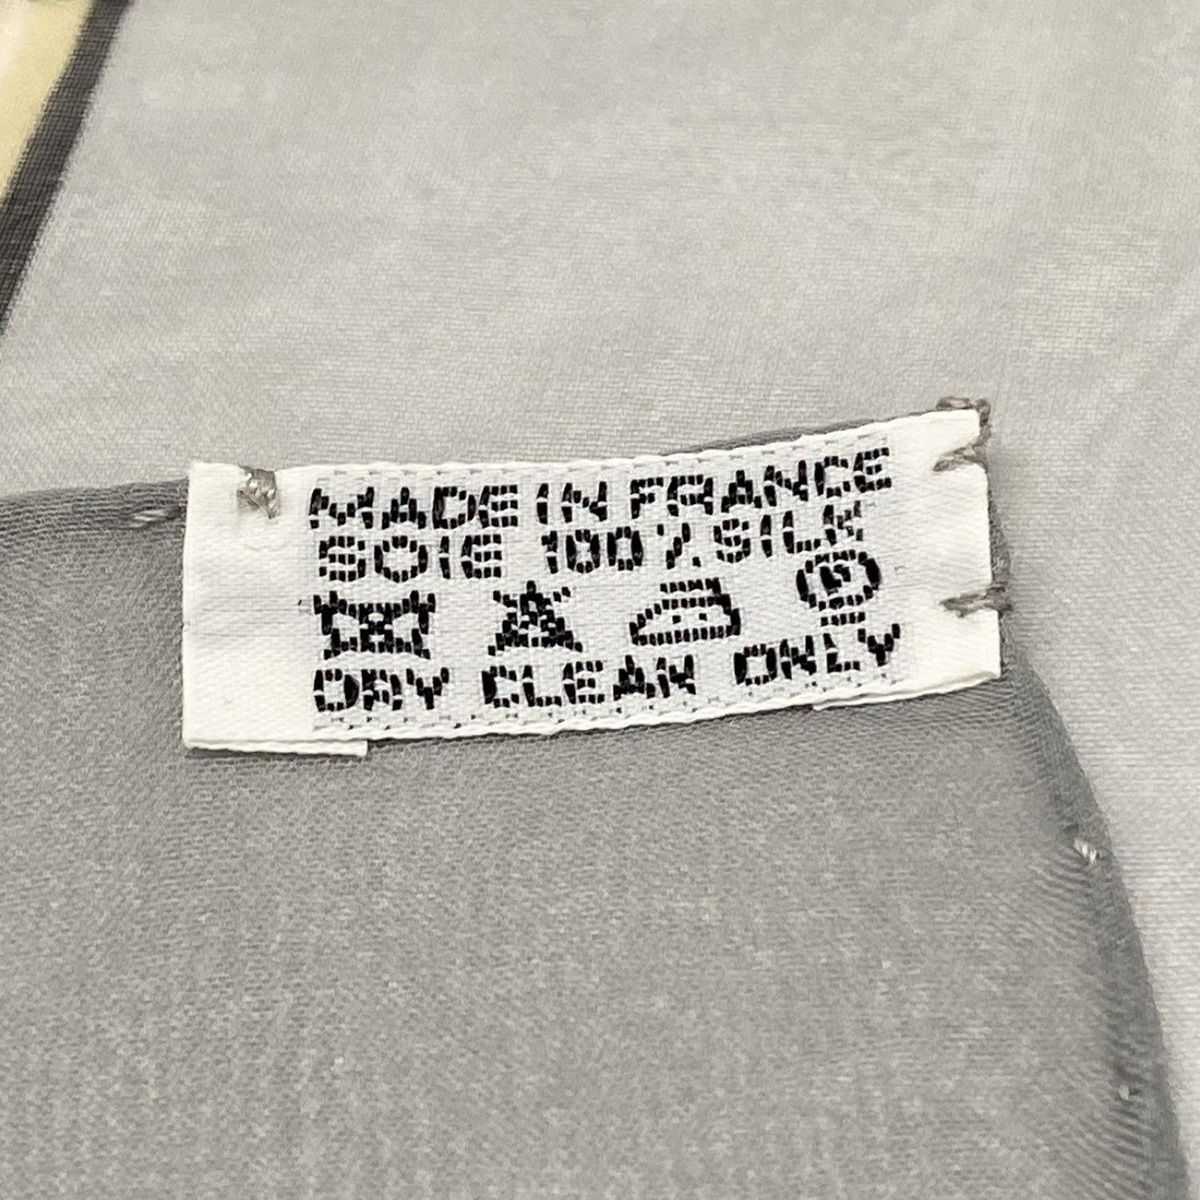 MADE IN FRANCE
SOIE 100% SILK
P
DRY CLEAN ONLY